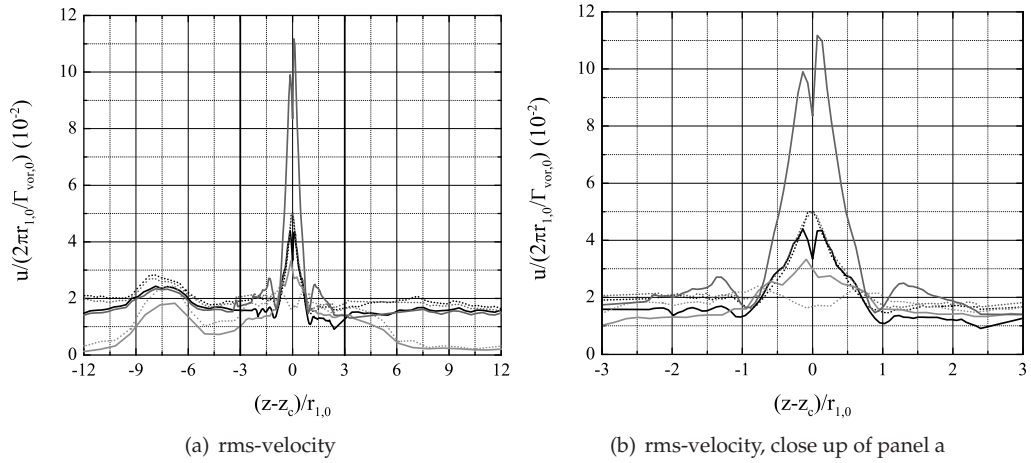 12
10
8
6
4
2
0
u/(2πr₁,₀/Γvor,₀) (10⁻²)
-12 -9 -6 -3 0 3 6 9 12
(z-z_c)/r₁,₀
(a) rms-velocity
12
10
8
6
4
2
0
u/(2πr₁,₀/Γvor,₀) (10⁻²)
-3 -2 -1 0 1 2 3
(z-z_c)/r₁,₀
(b) rms-velocity, close up of panel a